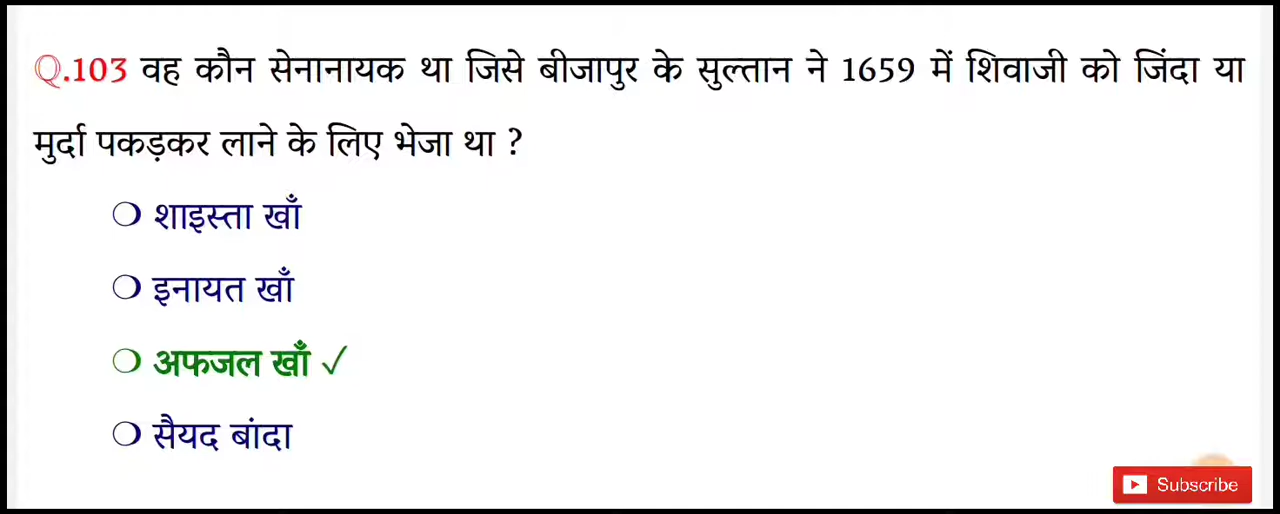 Q.103 वह कौन सेनानायक था जिसे बीजापुर के सुल्तान ने 1659 में शिवाजी को जिंदा या
मुर्दा पकड़कर लाने के लिए भेजा था ?
❍ शाइस्ता खाँ
❍ इनायत खाँ
❍ अफजल खाँ ✓
❍ सैयद बांदा
Subscribe